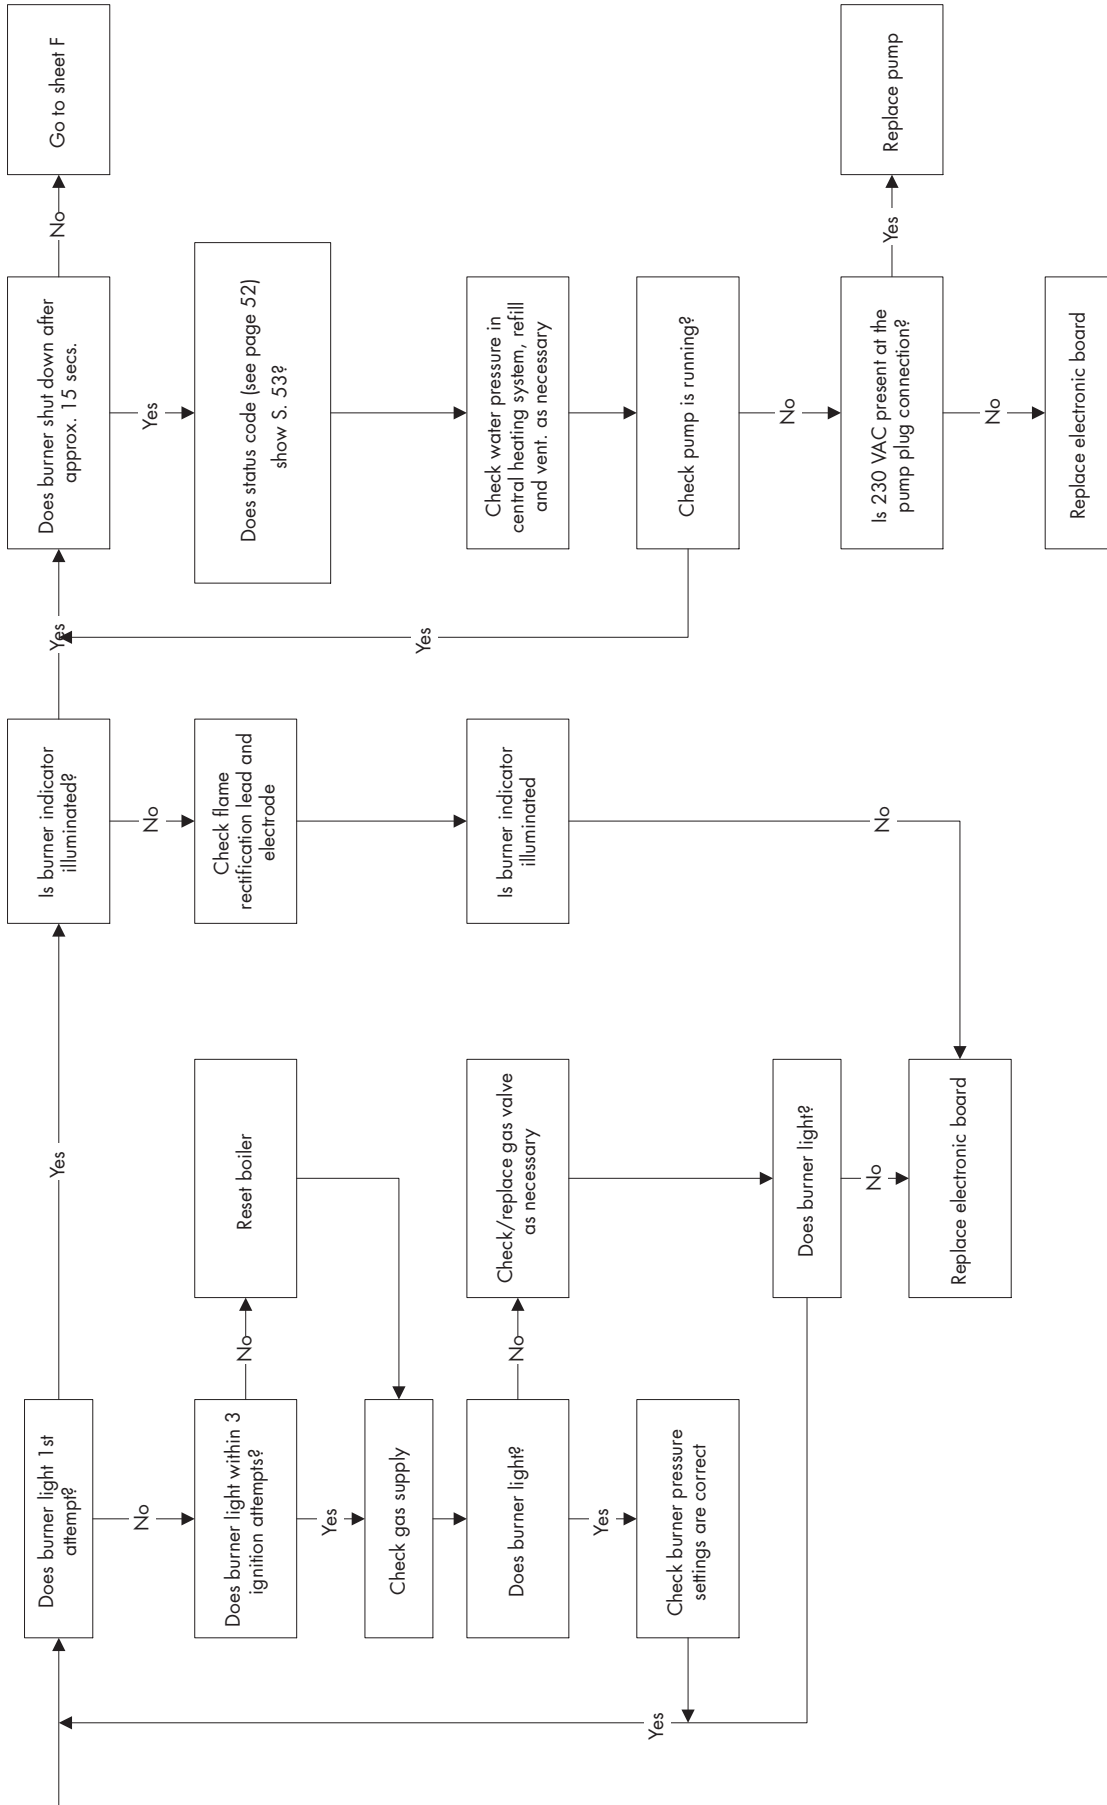 Does burner light 1st
attempt?
Yes
No
Does burner light within 3
ignition attempts?
No
Reset boiler
Yes
Check gas supply
Does burner light?
No
Check/replace gas valve
as necessary
Yes
Check burner pressure
settings are correct
Does burner light?
Yes
No
Replace electronic board
Is burner indicator
illuminated?
Yes
No
Check flame
rectification lead and
electrode
Is burner indicator
illuminated
No
Does burner shut down after
approx. 15 secs.
No
Go to sheet F
Yes
Does status code (see page 52)
show S. 53?
Check water pressure in
central heating system, refill
and vent. as necessary
Check pump is running?
Yes
No
Is 230 VAC present at the
pump plug connection?
Yes
Replace pump
No
Replace electronic board